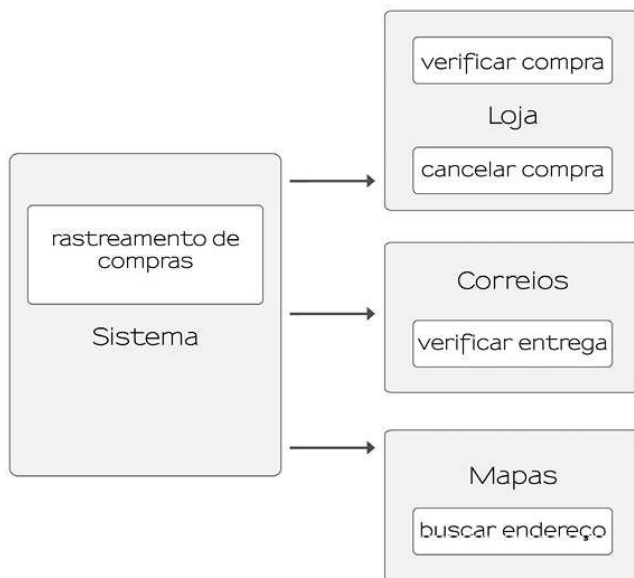 rastreamento de
compras
Sistema
verificar compra
Loja
cancelar compra
Correios
verificar entrega
Mapas
buscar endereço